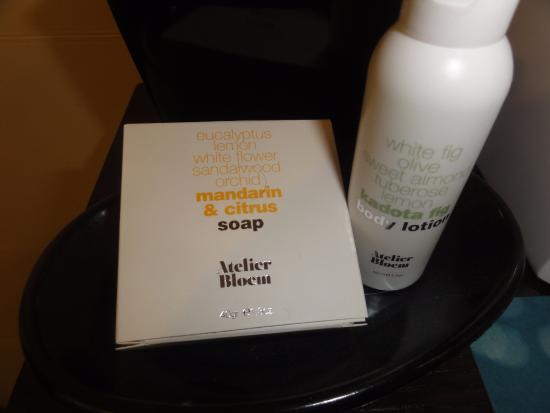 eucalyptus
lemon
white flower
sandalwood
orchid
mandarin
& citrus
soap
Atelier
Bloem
white fig
olive
sweet almond
tuberose
lemon
kadota fig
body lotion
Atelier
Bloem